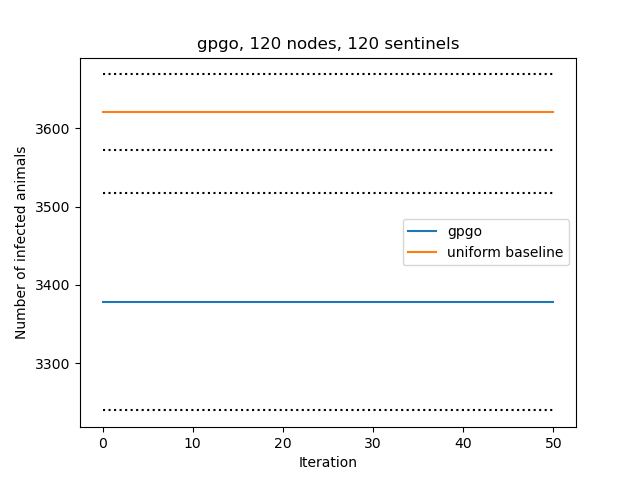 gpgo, 120 nodes, 120 sentinels
Number of infected animals
3600
3500
3400
3300
gpgo
uniform baseline
0 10 20 30 40 50
Iteration